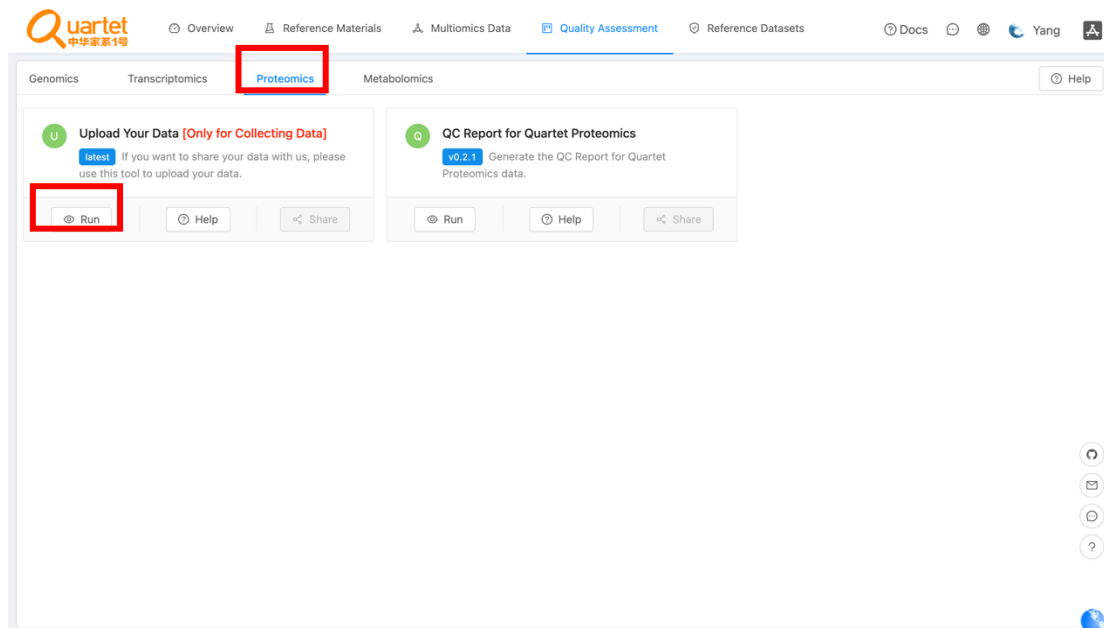 Quartet
中华家系1号
Overview
Reference Materials
Multiomics Data
Quality Assessment
Reference Datasets
Docs
Yang
Genomics
Transcriptomics
Proteomics
Metabolomics
Help
U
Upload Your Data [Only for Collecting Data]
latest If you want to share your data with us, please
use this tool to upload your data.
Run
Help
Share
Q
QC Report for Quartet Proteomics
v0.2.1 Generate the QC Report for Quartet
Proteomics data.
Run
Help
Share